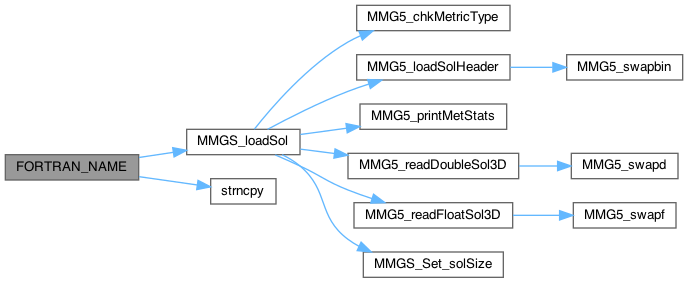 MMG5_chkMetricType
MMG5_loadSolHeader
MMG5_swapbin
MMG5_printMetStats
MMGS_loadSol
MMG5_readDoubleSol3D
MMG5_swapd
FORTRAN_NAME
strncpy
MMG5_readFloatSol3D
MMG5_swapf
MMGS_Set_solSize